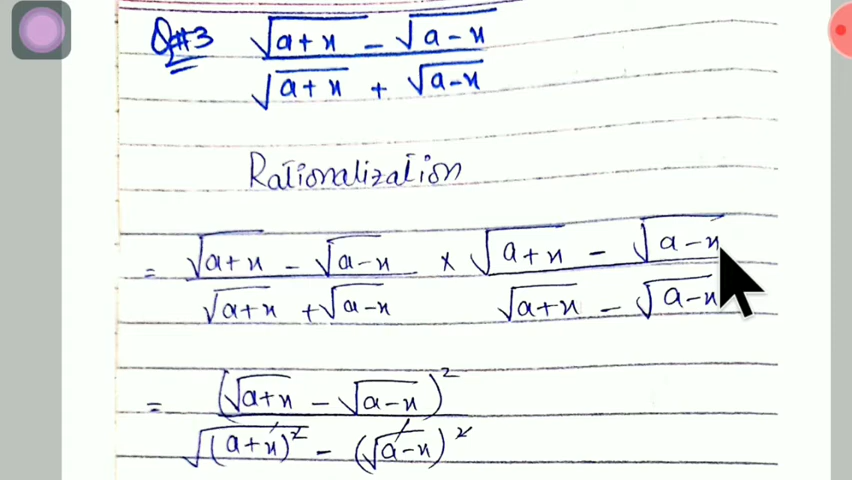 Q#3 √(a+x) − √(a−x)
√(a+x) + √(a−x)
Rationalization
= √(a+x) − √(a−x) × √(a+x) − √(a−x)
√(a+x) + √(a−x) √(a+x) − √(a−x)
= (√(a+x) − √(a−x))²
√(a+x)² − (√(a−x))²